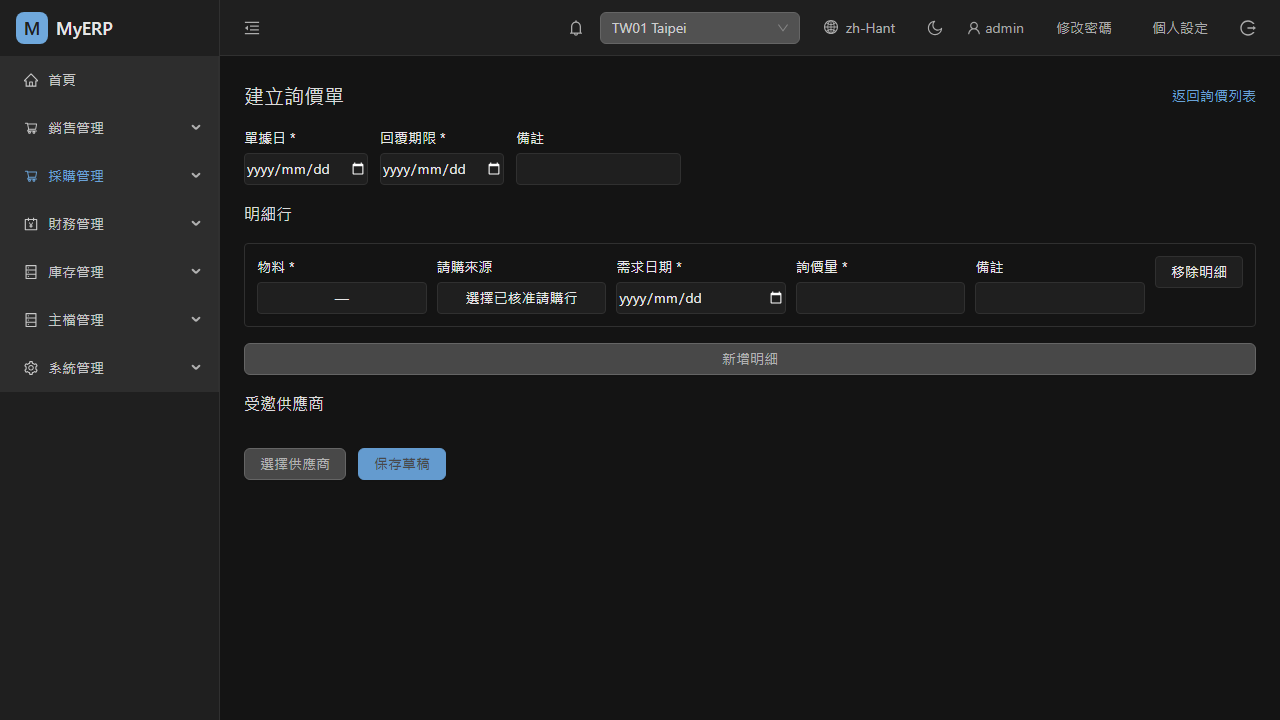 M MyERP
TW01 Taipei
zh-Hant
admin
修改密碼
個人設定
首頁
銷售管理
採購管理
財務管理
庫存管理
主檔管理
系統管理
建立詢價單
返回詢價列表
單據日 * 回覆期限 * 備註
yyyy/mm/dd yyyy/mm/dd
明細行
物料 * 請購來源 需求日期 * 詢價量 * 備註
— 選擇已核准請購行 yyyy/mm/dd
移除明細
新增明細
受邀供應商
選擇供應商 保存草稿